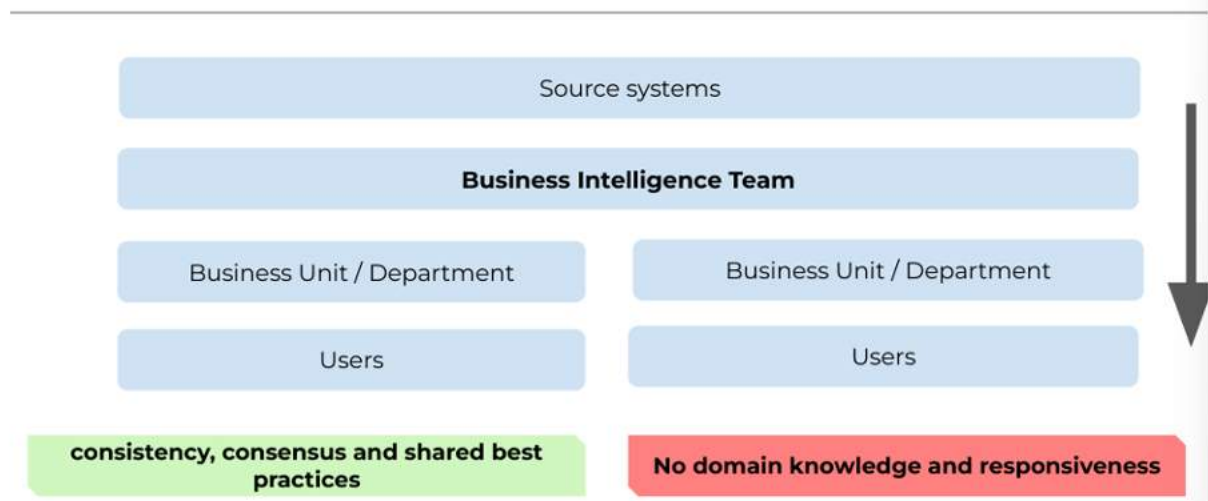 Source systems
Business Intelligence Team
Business Unit / Department
Business Unit / Department
Users
Users
consistency, consensus and shared best
practices
No domain knowledge and responsiveness